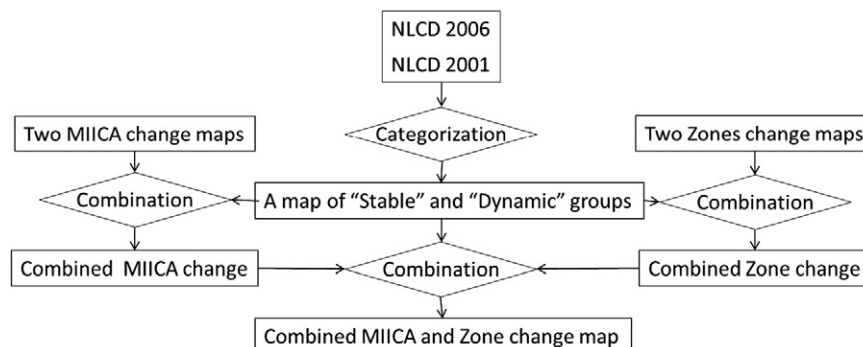 NLCD 2006
NLCD 2001
Two MIICA change maps
Categorization
Two Zones change maps
Combination
A map of “Stable” and “Dynamic” groups
Combination
Combined MIICA change
Combination
Combined Zone change
Combined MIICA and Zone change map